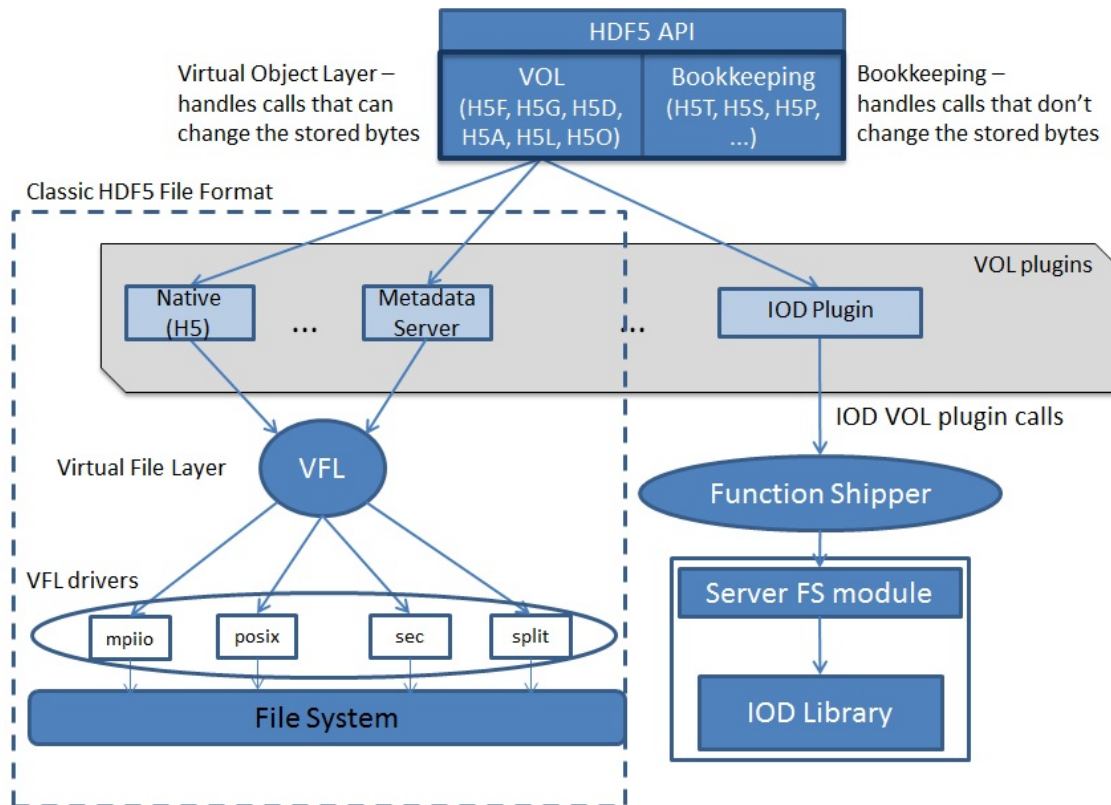 HDF5 API
Virtual Object Layer –
handles calls that can
change the stored bytes
VOL
(H5F, H5G, H5D,
H5A, H5L, H5O)
Bookkeeping
(H5T, H5S, H5P,
...)
Bookkeeping –
handles calls that don't
change the stored bytes
Classic HDF5 File Format
VOL plugins
Native
(H5)
...
Metadata
Server
...
IOD Plugin
IOD VOL plugin calls
Virtual File Layer
VFL
Function Shipper
VFL drivers
mpiio
posix
sec
split
File System
Server FS module
IOD Library